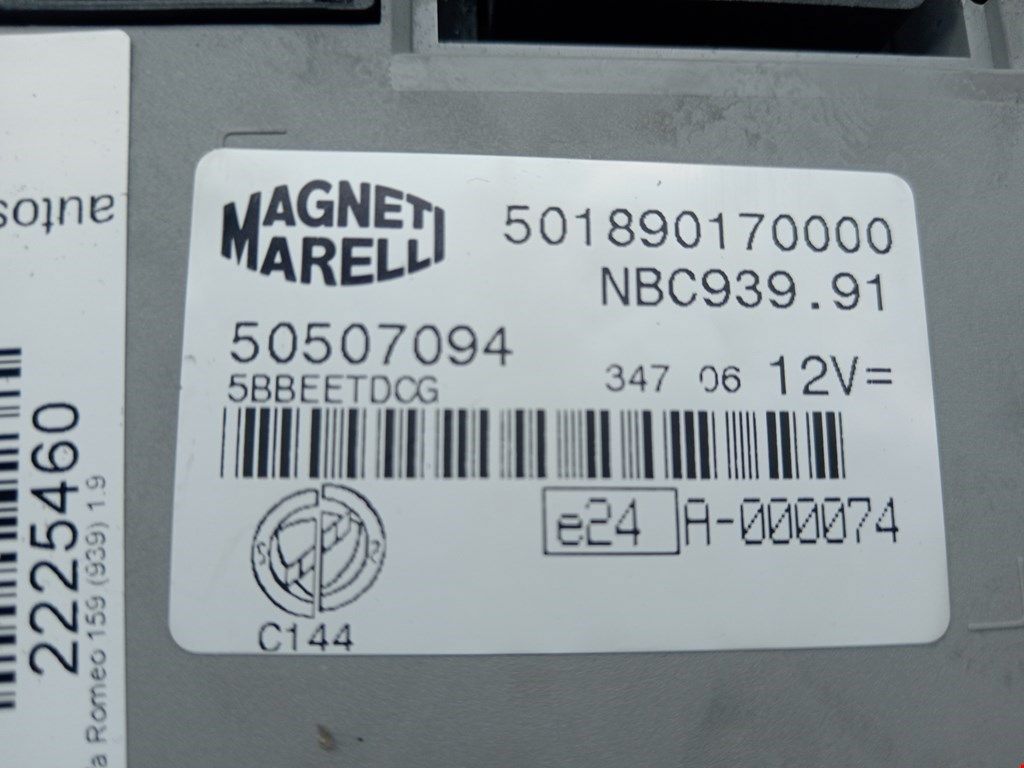 MAGNETI
MARELLI
501890170000
NBC939.91
50507094
5BBEETDCG
347 06 12V=
e24 A-000074
C144
autos
2225460
a Romeo 159 (939) 1.9